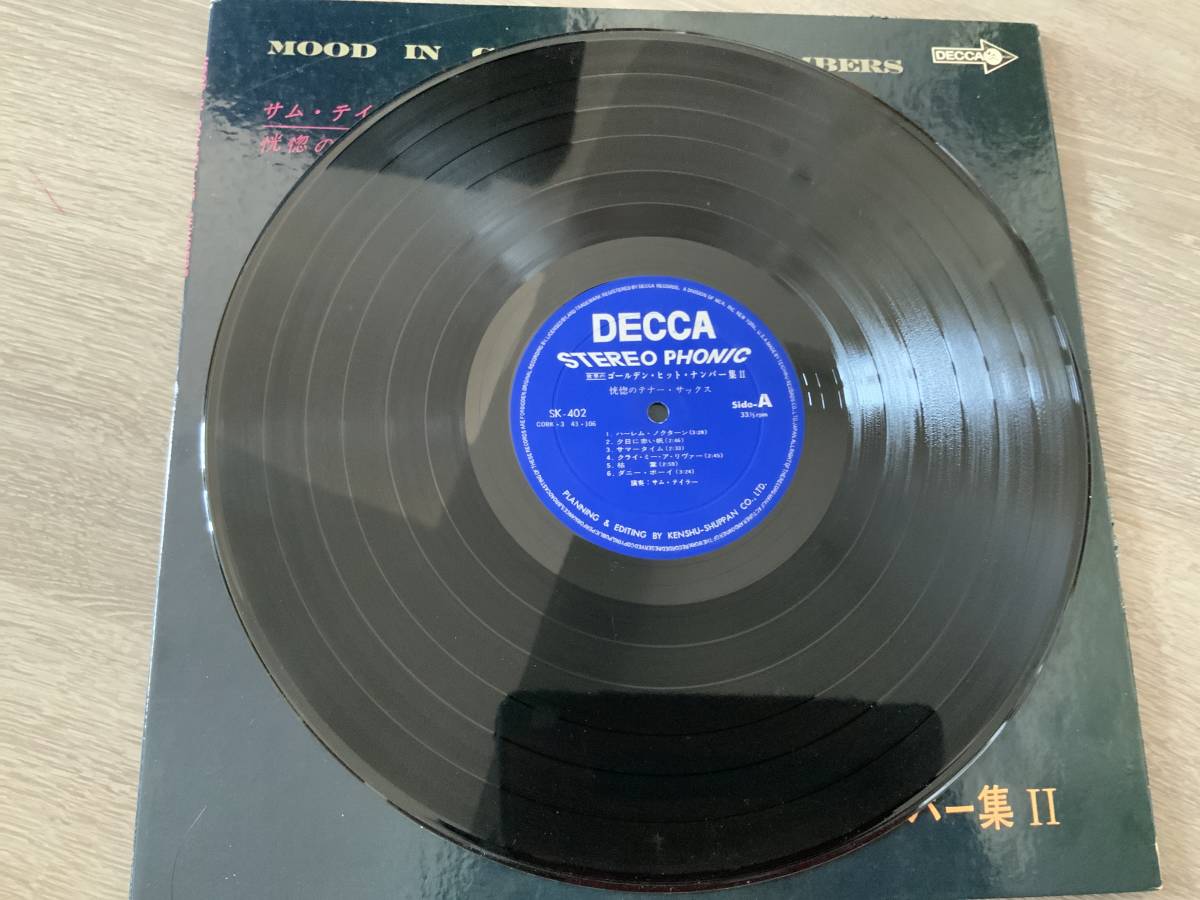 MOOD IN
BERS
DECCA
サム・テイ
恍惚の
DECCA
STEREO PHONIC
ゴールデン・ヒット・ナンバー集 II
恍惚のテナー・サックス
SK-402
Side-A
33⅓ rpm
1. ハーレム・ノクターン (3:28)
2. 夕日に赤い帆 (2:46)
3. サマータイム (2:33)
4. クライ・ミー・ア・リヴァー (2:45)
5. 枯葉 (2:58)
6. ダニー・ボーイ (3:24)
演奏:サム・テイラー
PLANNING & EDITING BY KENSHU-SHUPPAN CO., LTD.
バー集 II